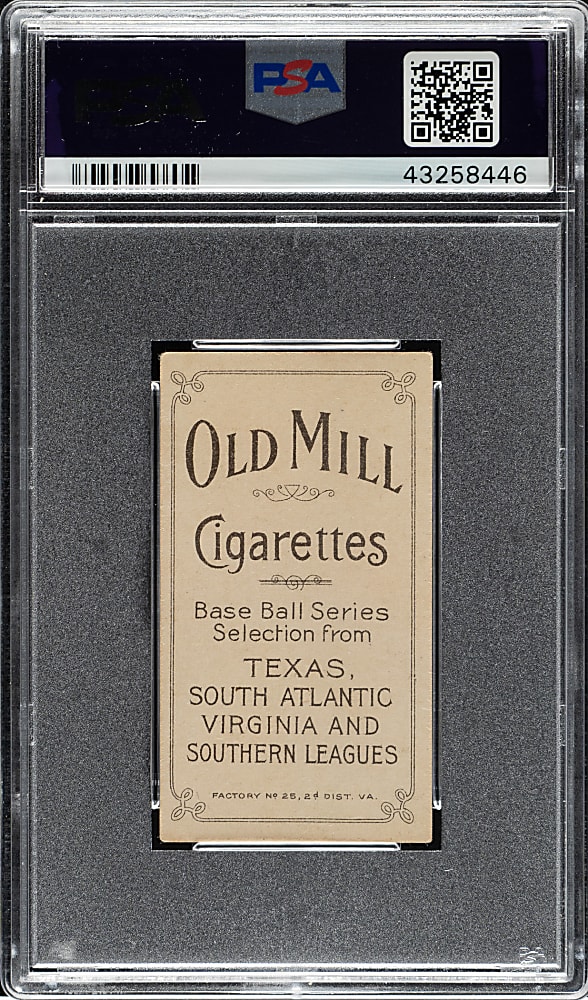 PSA
43258446
OLD MILL
Cigarettes
Base Ball Series
Selection from
TEXAS,
SOUTH ATLANTIC
VIRGINIA AND
SOUTHERN LEAGUES
FACTORY Nº 25, 2d DIST. VA.